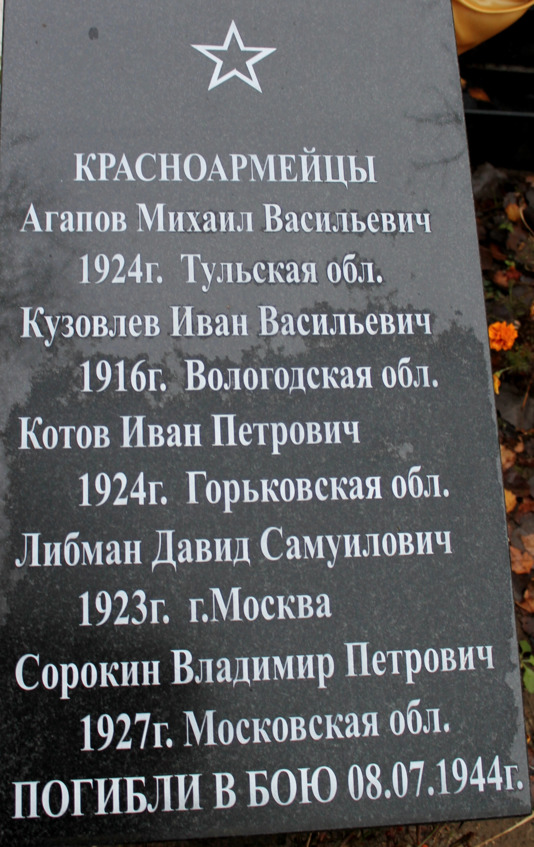 КРАСНОАРМЕЙЦЫ
Агапов Михаил Васильевич
1924г. Тульская обл.
Кузовлев Иван Васильевич
1916г. Вологодская обл.
Котов Иван Петрович
1924г. Горьковская обл.
Либман Давид Самуилович
1923г. г.Москва
Сорокин Владимир Петрович
1927г. Московская обл.
ПОГИБЛИ В БОЮ 08.07.1944г.